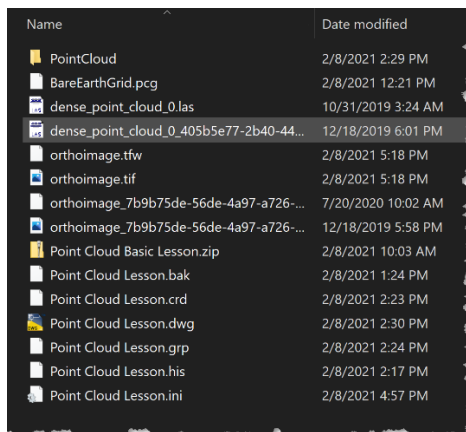 Name Date modified
PointCloud 2/8/2021 2:29 PM
BareEarthGrid.pcg 2/8/2021 12:21 PM
dense_point_cloud_0.las 10/31/2019 3:24 AM
dense_point_cloud_0_405b5e77-2b40-44... 12/18/2019 6:01 PM
orthoimage.tfw 2/8/2021 5:18 PM
orthoimage.tif 2/8/2021 5:18 PM
orthoimage_7b9b75de-56de-4a97-a726-... 7/20/2020 10:02 AM
orthoimage_7b9b75de-56de-4a97-a726-... 12/18/2019 5:58 PM
Point Cloud Basic Lesson.zip 2/8/2021 10:03 AM
Point Cloud Lesson.bak 2/8/2021 1:24 PM
Point Cloud Lesson.crd 2/8/2021 2:23 PM
Point Cloud Lesson.dwg 2/8/2021 2:30 PM
Point Cloud Lesson.grp 2/8/2021 2:24 PM
Point Cloud Lesson.his 2/8/2021 2:17 PM
Point Cloud Lesson.ini 2/8/2021 4:57 PM